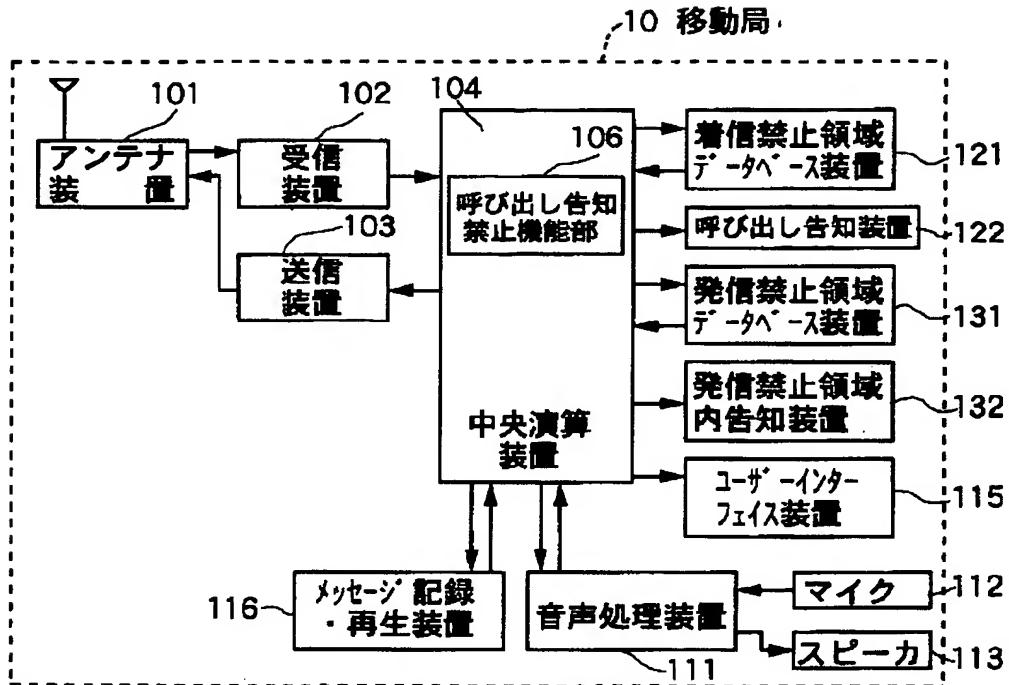 10 移動局
101
アンテナ
装置
102
受信
装置
103
送信
装置
104
106
呼び出し告知
禁止機能部
中央演算
装置
着信禁止領域
データベース装置
121
呼び出し告知装置
122
発信禁止領域
データベース装置
131
発信禁止領域
内告知装置
132
ユーザーインター
フェイス装置
115
116
メッセージ記録
・再生装置
音声処理装置
111
マイク
112
スピーカ
113